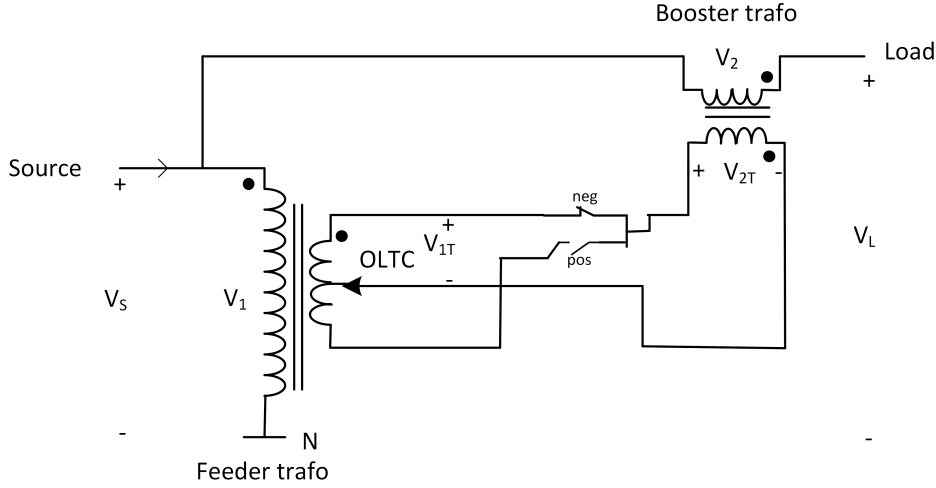 Booster trafo
V2
Load
+
Source
+
+ V2T -
neg
+
V1T
OLTC
pos
-
VL
VS
V1
-
N
-
Feeder trafo